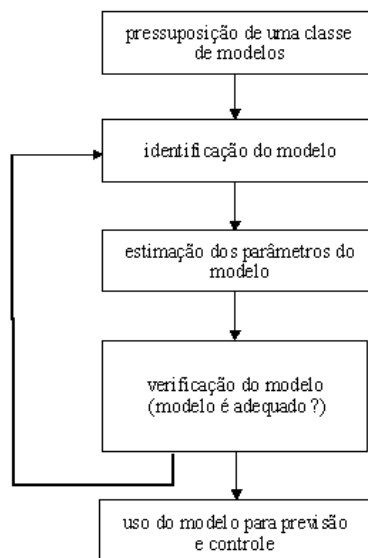 pressuposição de uma classe
de modelos
identificação do modelo
estimação dos parâmetros do
modelo
verificação do modelo
(modelo é adequado ?)
uso do modelo para previsão
e controle